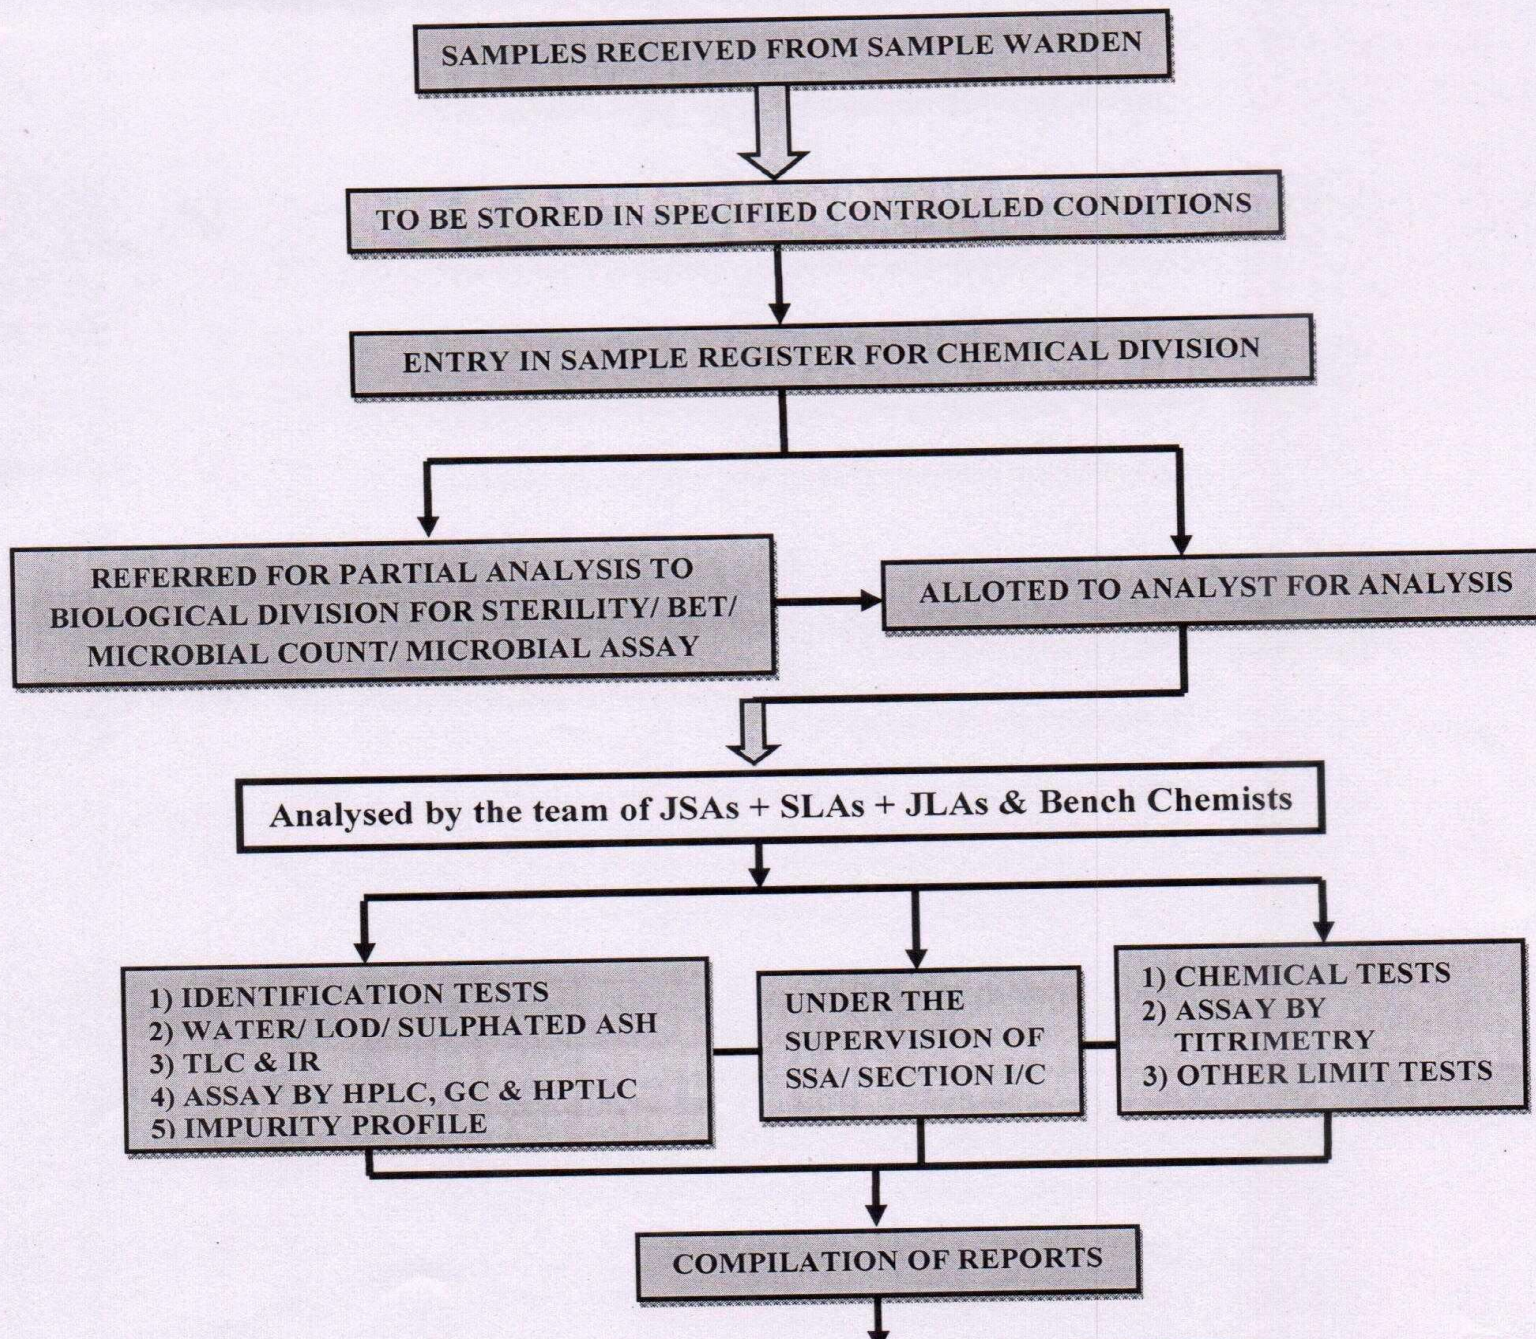 SAMPLES RECEIVED FROM SAMPLE WARDEN
TO BE STORED IN SPECIFIED CONTROLLED CONDITIONS
ENTRY IN SAMPLE REGISTER FOR CHEMICAL DIVISION
REFERRED FOR PARTIAL ANALYSIS TO
BIOLOGICAL DIVISION FOR STERILITY/ BET/
MICROBIAL COUNT/ MICROBIAL ASSAY
ALLOTED TO ANALYST FOR ANALYSIS
Analysed by the team of JSAs + SLAs + JLAs & Bench Chemists
1) IDENTIFICATION TESTS
2) WATER/ LOD/ SULPHATED ASH
3) TLC & IR
4) ASSAY BY HPLC, GC & HPTLC
5) IMPURITY PROFILE
UNDER THE
SUPERVISION OF
SSA/ SECTION I/C
1) CHEMICAL TESTS
2) ASSAY BY
TITRIMETRY
3) OTHER LIMIT TESTS
COMPILATION OF REPORTS